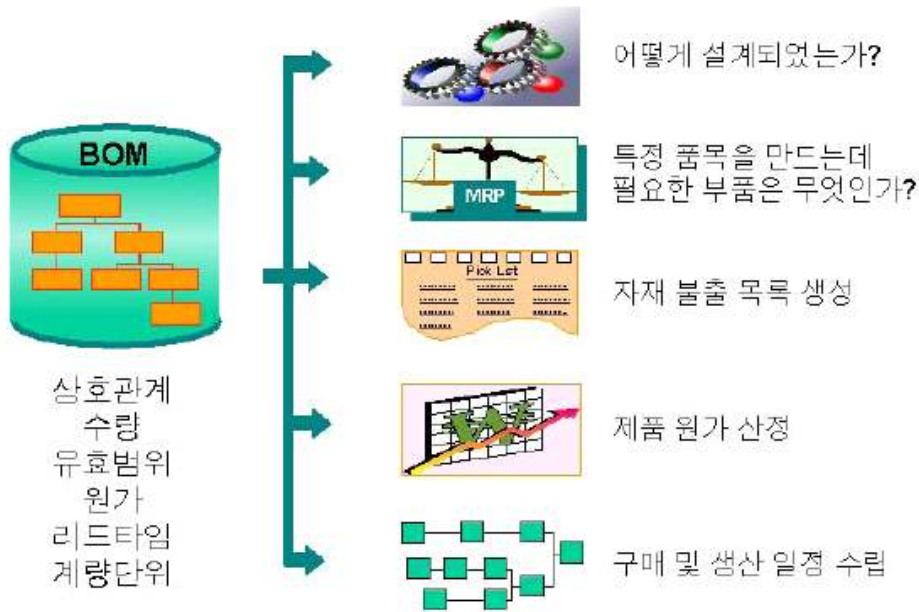 BOM
상호관계
수량
유효범위
원가
리드타임
계량단위
어떻게 설계되었는가?
MRP
특정 품목을 만드는데
필요한 부품은 무엇인가?
Pick List
자재 불출 목록 생성
제품 원가 산정
구매 및 생산 일정 수립